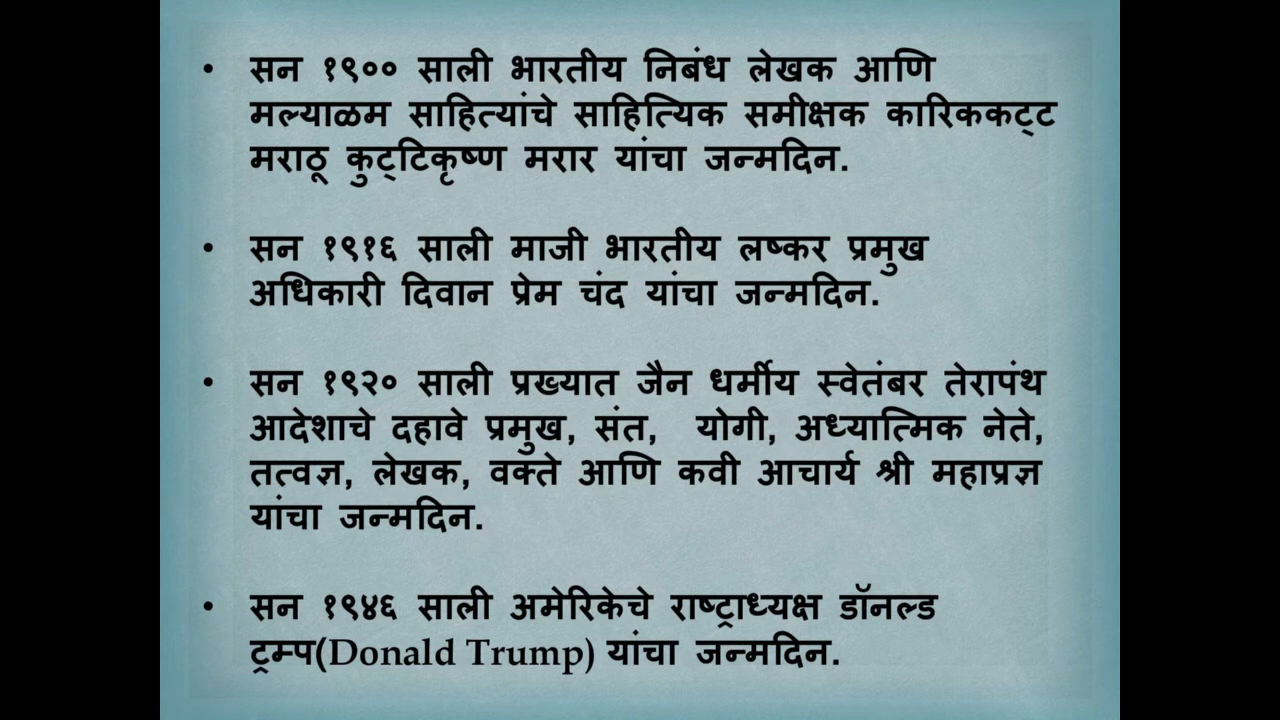 • सन १९०० साली भारतीय निबंध लेखक आणि
मल्याळम साहित्यांचे साहित्यिक समीक्षक कारिककट्ट
मराठू कुट्टिकृष्ण मरार यांचा जन्मदिन.
• सन १९१६ साली माजी भारतीय लष्कर प्रमुख
अधिकारी दिवान प्रेम चंद यांचा जन्मदिन.
• सन १९२० साली प्रख्यात जैन धर्मीय स्वेतंबर तेरापंथ
आदेशाचे दहावे प्रमुख, संत, योगी, अध्यात्मिक नेते,
तत्वज्ञ, लेखक, वक्ते आणि कवी आचार्य श्री महाप्रज्ञ
यांचा जन्मदिन.
• सन १९४६ साली अमेरिकेचे राष्ट्राध्यक्ष डॉनल्ड
ट्रम्प(Donald Trump) यांचा जन्मदिन.